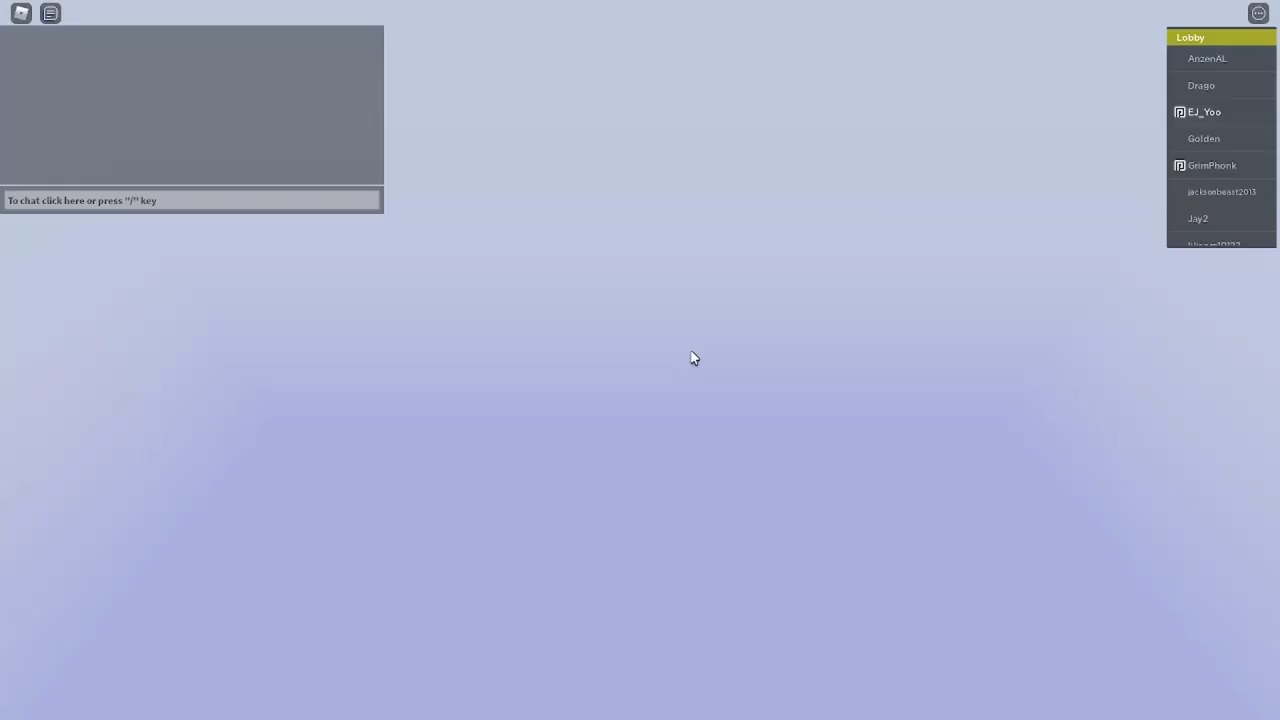 Lobby
AnzenAL
Drago
EJ_Yoo
Golden
GrimPhonk
jacksonbeast2013
Jay2
To chat click here or press "/" key